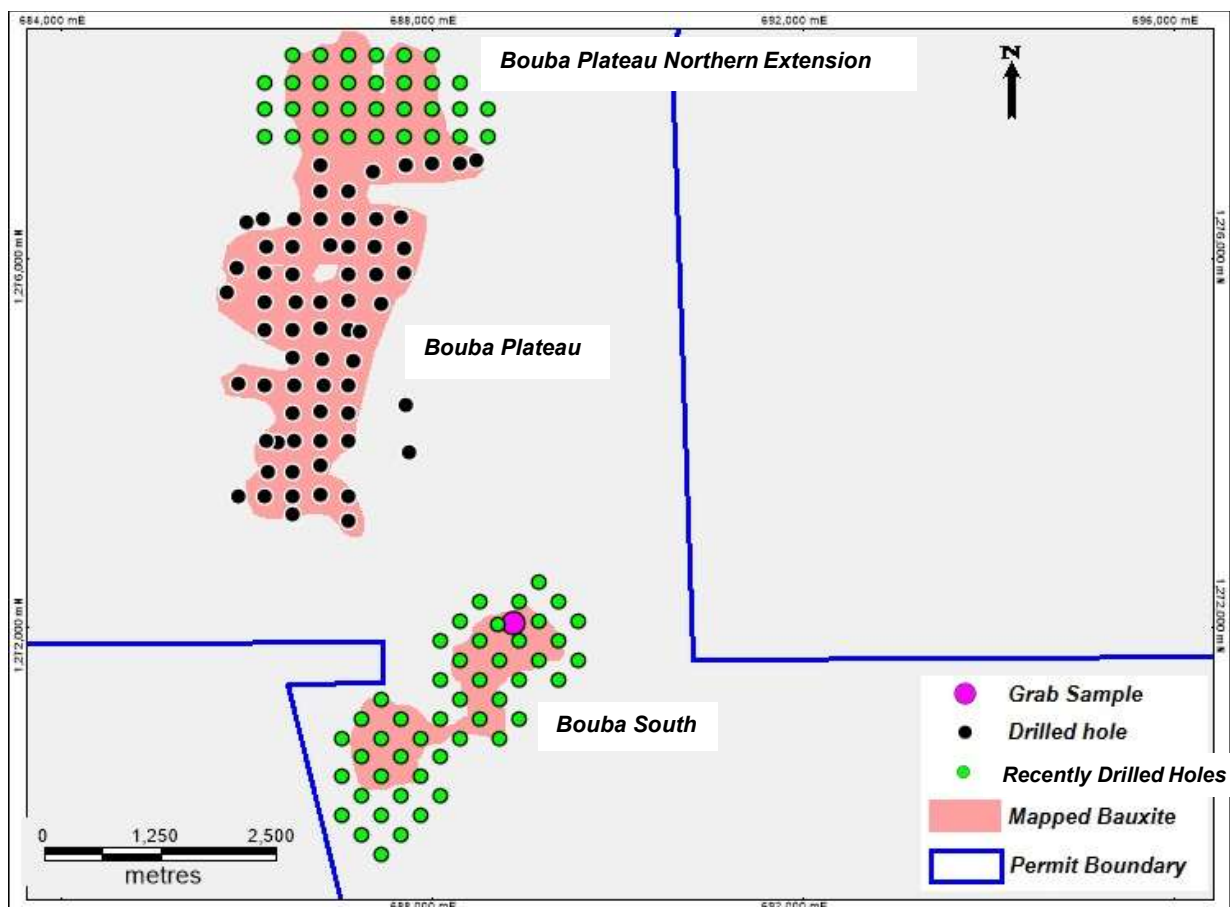 684,000 mE
688,000 mE
692,000 mE
696,000 mE
Bouba Plateau Northern Extension
N
1,276,000 mN
1,276,000 mN
Bouba Plateau
1,272,000 mN
1,272,000 mN
Bouba South
Grab Sample
Drilled hole
Recently Drilled Holes
Mapped Bauxite
Permit Boundary
0 1,250 2,500
metres
688,000 mE
692,000 mE